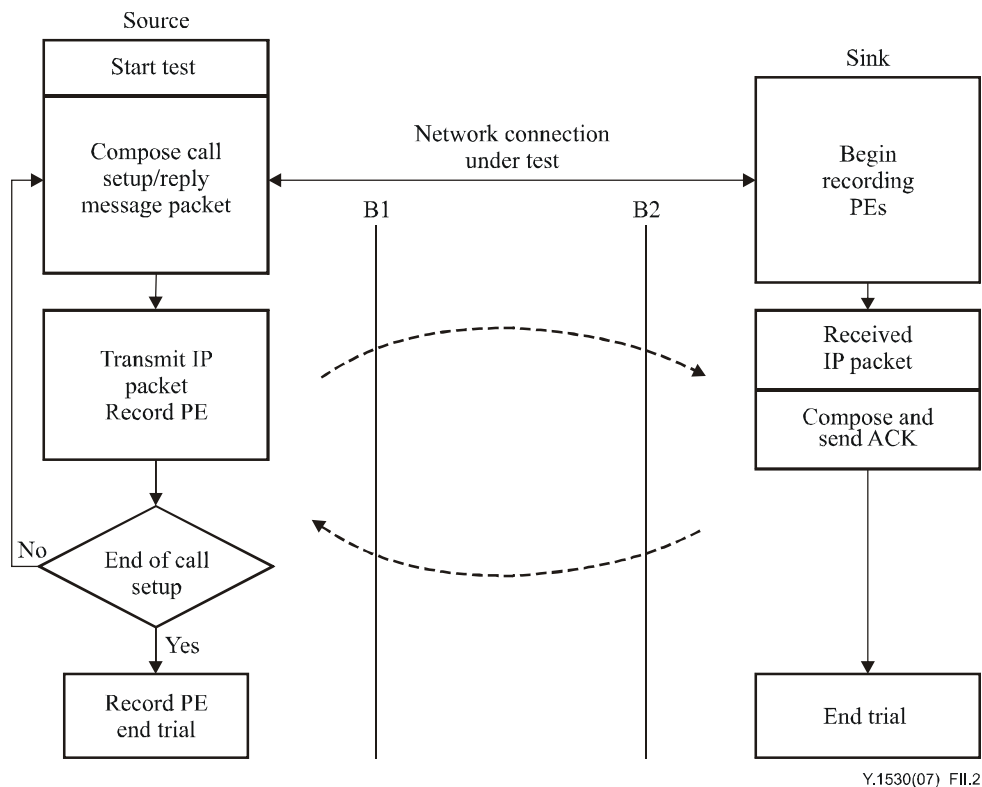 Source
Start test
Compose call
setup/reply
message packet
Network connection
under test
B1
B2
Sink
Begin
recording
PEs
Transmit IP
packet
Record PE
Received
IP packet
Compose and
send ACK
No
End of call
setup
Yes
Record PE
end trial
End trial
Y.1530(07)_FII.2